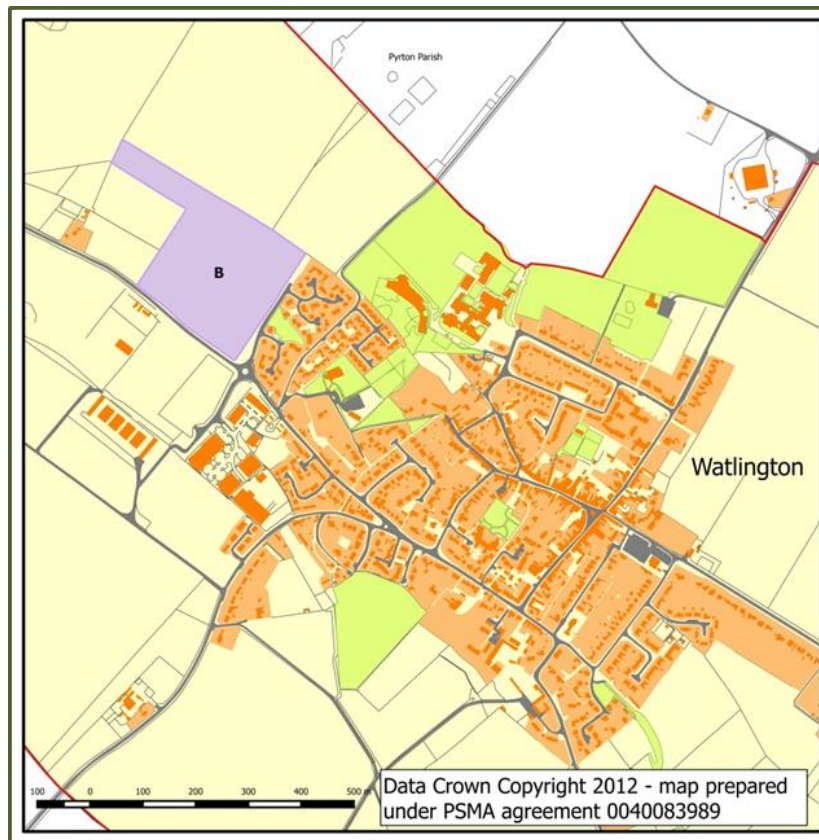 Pyrton Parish
B
Watlington
100 0 100 200 300 400 500 m
Data Crown Copyright 2012 - map prepared
under PSMA agreement 0040083989